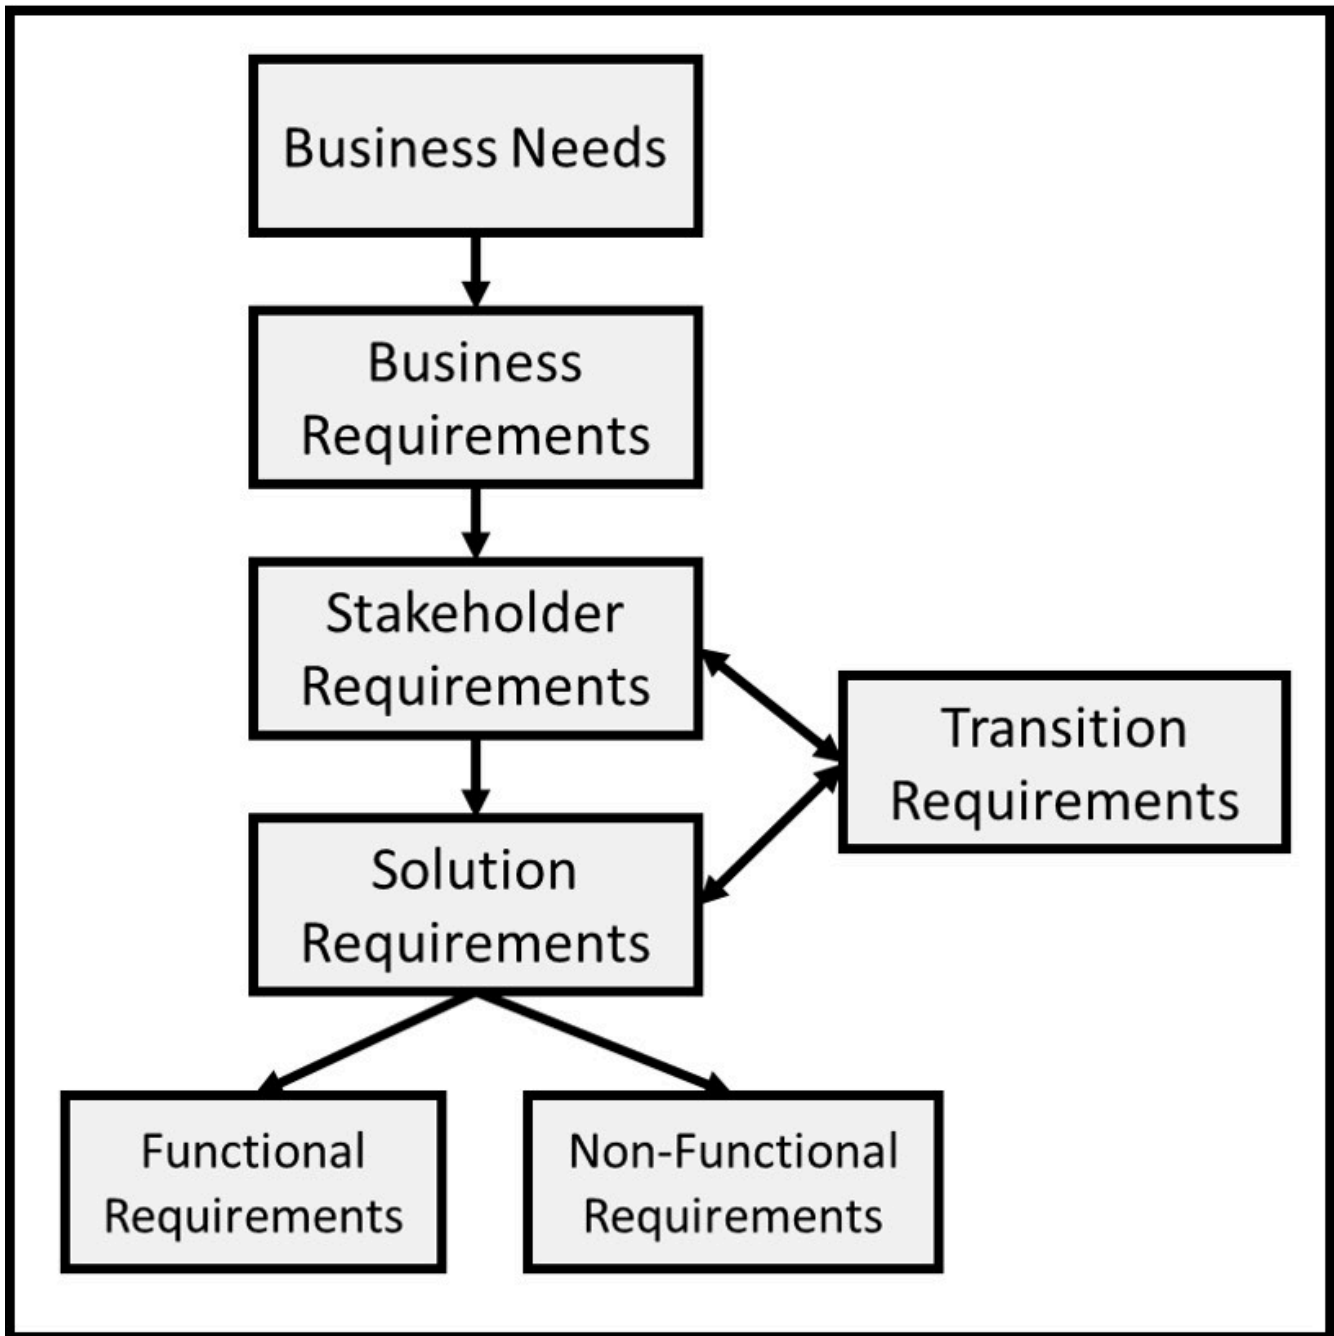 Business Needs
Business
Requirements
Stakeholder
Requirements
Transition
Requirements
Solution
Requirements
Functional
Requirements
Non-Functional
Requirements